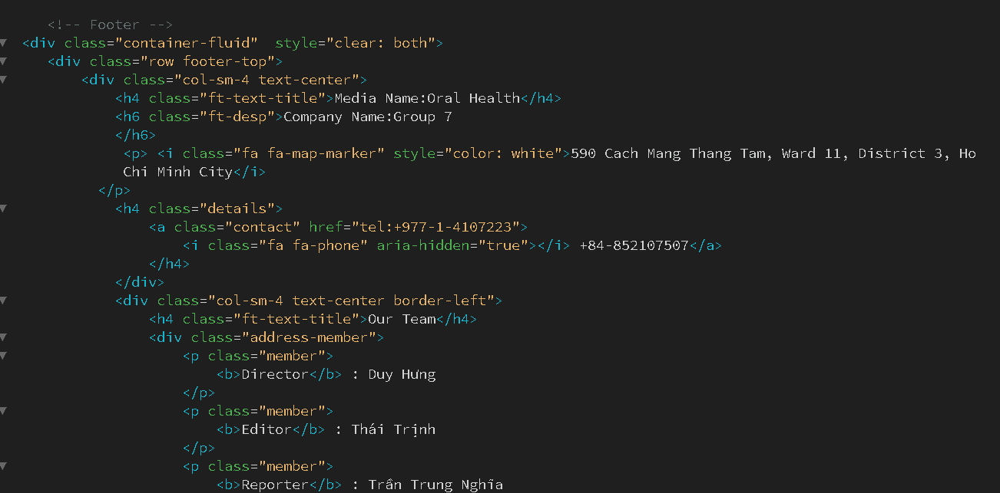 <!-- Footer -->
<div class="container-fluid"  style="clear: both">
<div class="row footer-top">
<div class="col-sm-4 text-center">
<h4 class="ft-text-title">Media Name:Oral Health</h4>
<h6 class="ft-desp">Company Name:Group 7
</h6>
<p> <i class="fa fa-map-marker" style="color: white">590 Cach Mang Thang Tam, Ward 11, District 3, Ho
Chi Minh City</i>
</p>
<h4 class="details">
<a class="contact" href="tel:+977-1-4107223">
<i class="fa fa-phone" aria-hidden="true"></i> +84-852107507</a>
</h4>
</div>
<div class="col-sm-4 text-center border-left">
<h4 class="ft-text-title">Our Team</h4>
<div class="address-member">
<p class="member">
<b>Director</b> : Duy Hưng
</p>
<p class="member">
<b>Editor</b> : Thái Trịnh
</p>
<p class="member">
<b>Reporter</b> : Trần Trung Nghĩa